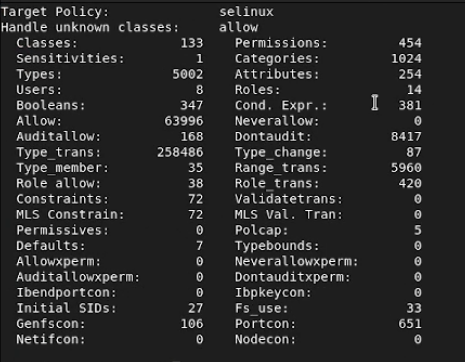 Target Policy: selinux
Handle unknown classes: allow
Classes: 133 Permissions: 454
Sensitivities: 1 Categories: 1024
Types: 5002 Attributes: 254
Users: 8 Roles: 14
Booleans: 347 Cond. Expr.: 381
Allow: 63996 Neverallow: 0
Auditallow: 168 Dontaudit: 8417
Type_trans: 258486 Type_change: 87
Type_member: 35 Range_trans: 5960
Role allow: 38 Role_trans: 420
Constraints: 72 Validatetrans: 0
MLS Constrain: 72 MLS Val. Tran: 0
Permissives: 0 Polcap: 5
Defaults: 7 Typebounds: 0
Allowxperm: 0 Neverallowxperm: 0
Auditallowxperm: 0 Dontauditxperm: 0
Ibendportcon: 0 Ibpkeycon: 0
Initial SIDs: 27 Fs_use: 33
Genfscon: 106 Portcon: 651
Netifcon: 0 Nodecon: 0